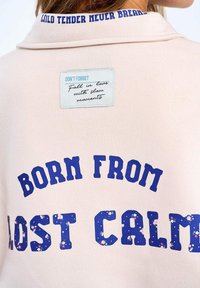 COLD TENDER NEVER BREAKS
DON'T FORGET
Fall in love
with slow
moments
BORN FROM
LOST CALM